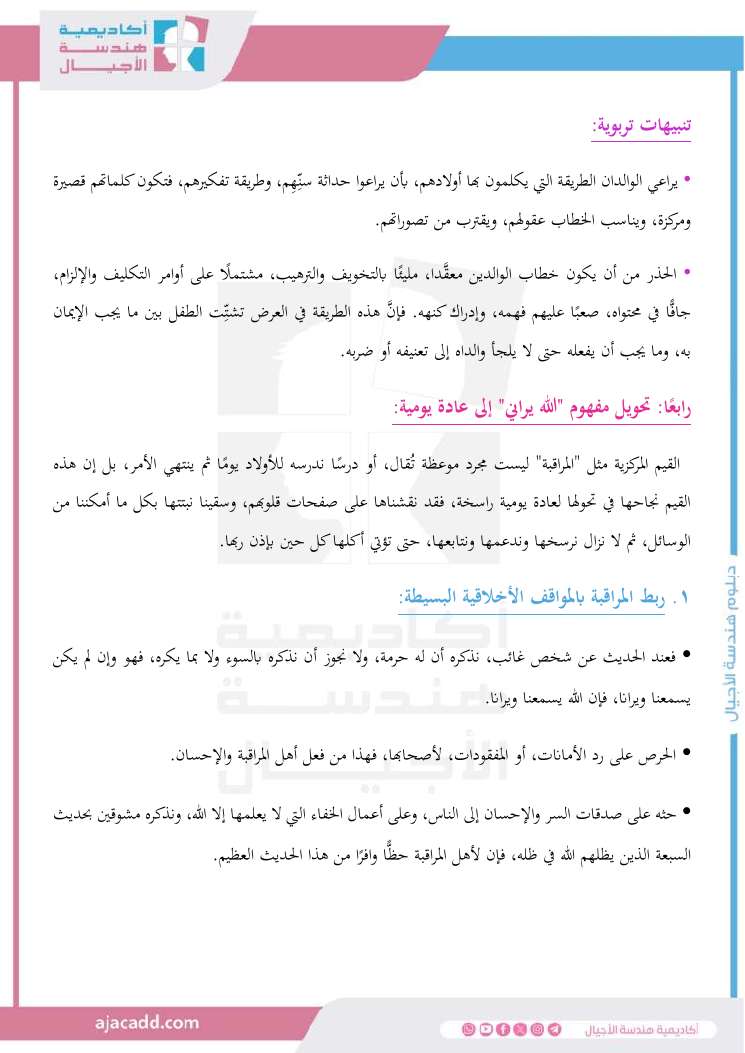 أكاديمية
هندسة
الأجيال
تنبيهات تربوية:
• يراعي الوالدان الطريقة التي يكلمون بها أولادهم، بأن يراعوا حداثة سنِّهِم، وطريقة تفكيرهم، فتكون كلماتهم قصيرة
ومركزة، ويناسب الخطاب عقولهم، ويقترب من تصوراتهم.
• الحذر من أن يكون خطاب الوالدين معقَّدا، مليئًا بالتخويف والترهيب، مشتملًا على أوامر التكليف والإلزام،
جافًّا في محتواه، صعبًا عليهم فهمه، وإدراك كنهه. فإنَّ هذه الطريقة في العرض تشتِّت الطفل بين ما يجب الإيمان
به، وما يجب أن يفعله حتى لا يلجأ والداه إلى تعنيفه أو ضربه.
رابعًا: تحويل مفهوم "الله يراني" إلى عادة يومية:
القيم المركزية مثل "المراقبة" ليست مجرد موعظة تُقال، أو درسًا ندرسه للأولاد يومًا ثم ينتهي الأمر، بل إن هذه
القيم نجاحها في تحولها لعادة يومية راسخة، فقد نقشناها على صفحات قلوبهم، وسقينا نبتتها بكل ما أمكننا من
الوسائل، ثم لا نزال نرسخها وندعمها ونتابعها، حتى تؤتي أكلها كل حين بإذن ربها.
١. ربط المراقبة بالمواقف الأخلاقية البسيطة:
• فعند الحديث عن شخص غائب، نذكره أن له حرمة، ولا نجوز أن نذكره بالسوء ولا بما يكره، فهو وإن لم يكن
يسمعنا ويرانا، فإن الله يسمعنا ويرانا.
• الحرص على رد الأمانات، أو المفقودات، لأصحابها، فهذا من فعل أهل المراقبة والإحسان.
• حثه على صدقات السر والإحسان إلى الناس، وعلى أعمال الخفاء التي لا يعلمها إلا الله، ونذكره مشوقين بحديث
السبعة الذين يظلهم الله في ظله، فإن لأهل المراقبة حظًّا وافرًا من هذا الحديث العظيم.
دبلوم هندسة الأجيال
أكاديمية
هندسة
الأجيال
ajacadd.com
أكاديمية هندسة الأجيال